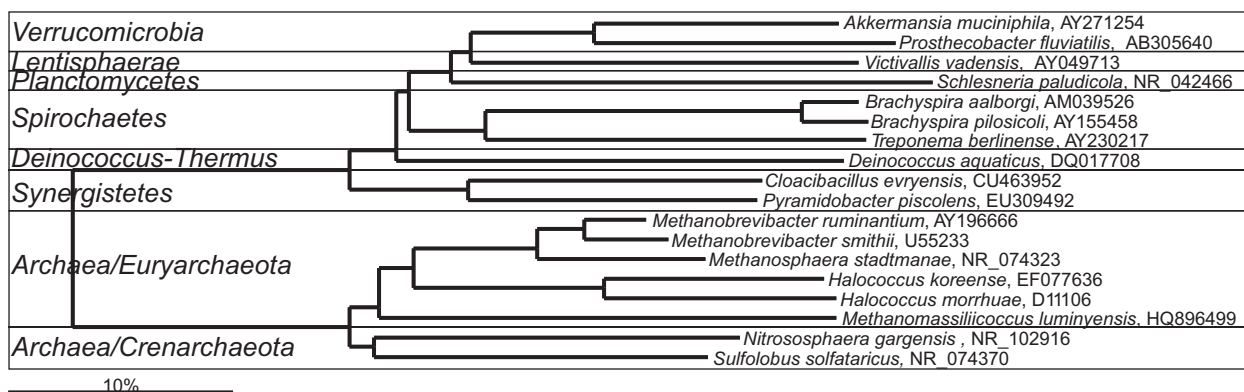 Verrucomicrobia
Akkermansia muciniphila, AY271254
Prosthecobacter fluviatilis, AB305640
Lentisphaerae
Victivallis vadensis, AY049713
Planctomycetes
Schlesneria paludicola, NR_042466
Spirochaetes
Brachyspira aalborgi, AM039526
Brachyspira pilosicoli, AY155458
Treponema berlinense, AY230217
Deinococcus-Thermus
Deinococcus aquaticus, DQ017708
Synergistetes
Cloacibacillus evryensis, CU463952
Pyramidobacter piscolens, EU309492
Archaea/Euryarchaeota
Methanobrevibacter ruminantium, AY196666
Methanobrevibacter smithii, U55233
Methanosphaera stadtmanae, NR_074323
Halococcus koreense, EF077636
Halococcus morrhuae, D11106
Methanomassiliicoccus luminyensis, HQ896499
Archaea/Crenarchaeota
Nitrososphaera gargensis , NR_102916
Sulfolobus solfataricus, NR_074370
10%